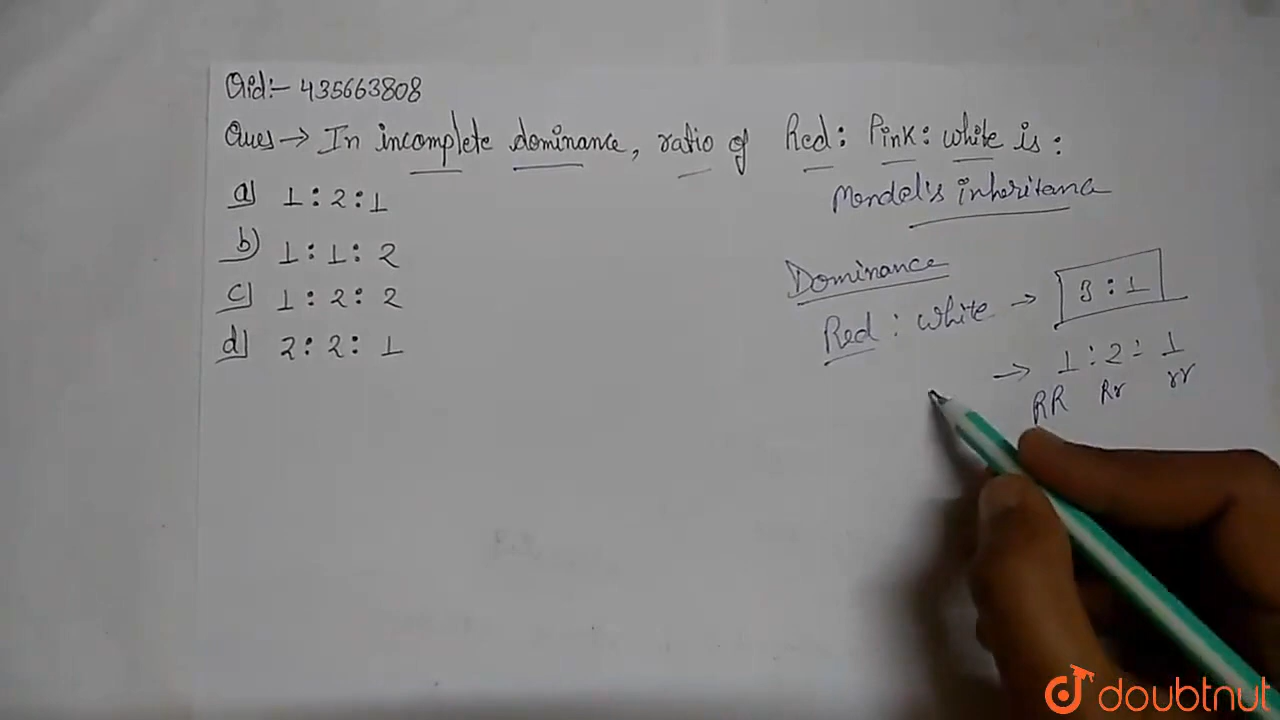 Qid:- 435663808
Ques → In incomplete dominance, ratio of Red: Pink: white is:
a) 1:2:1
b) 1:1:2
c) 1:2:2
d) 2:2:1
Mendel's inheritana
Dominance
Red: white → 3:1
→ 1:2:1
RR Rr rr
doubtnut